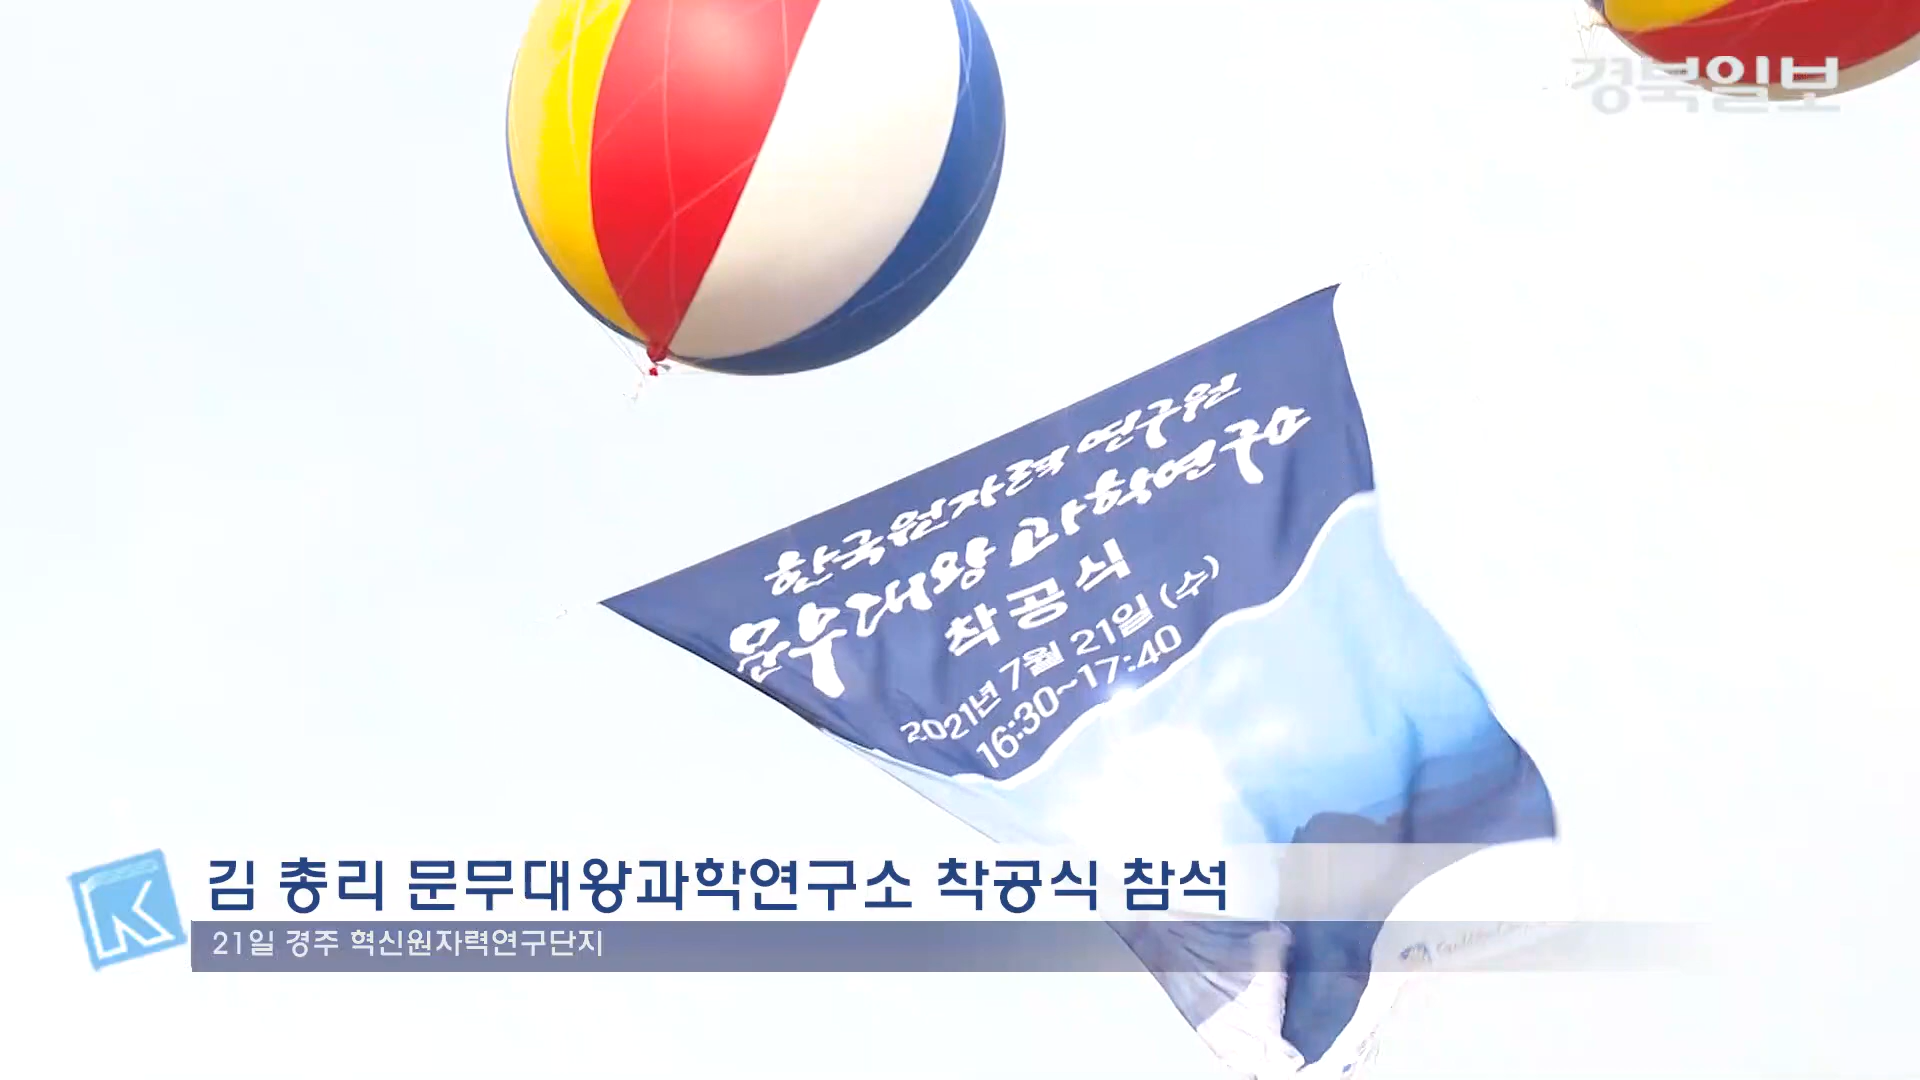 경북일보
한국원자력 연구원
문무대왕 과학연구소
착공식
2021년 7월 21일 (수)
16:30~17:40
김 총리 문무대왕과학연구소 착공식 참석
21일 경주 혁신원자력연구단지